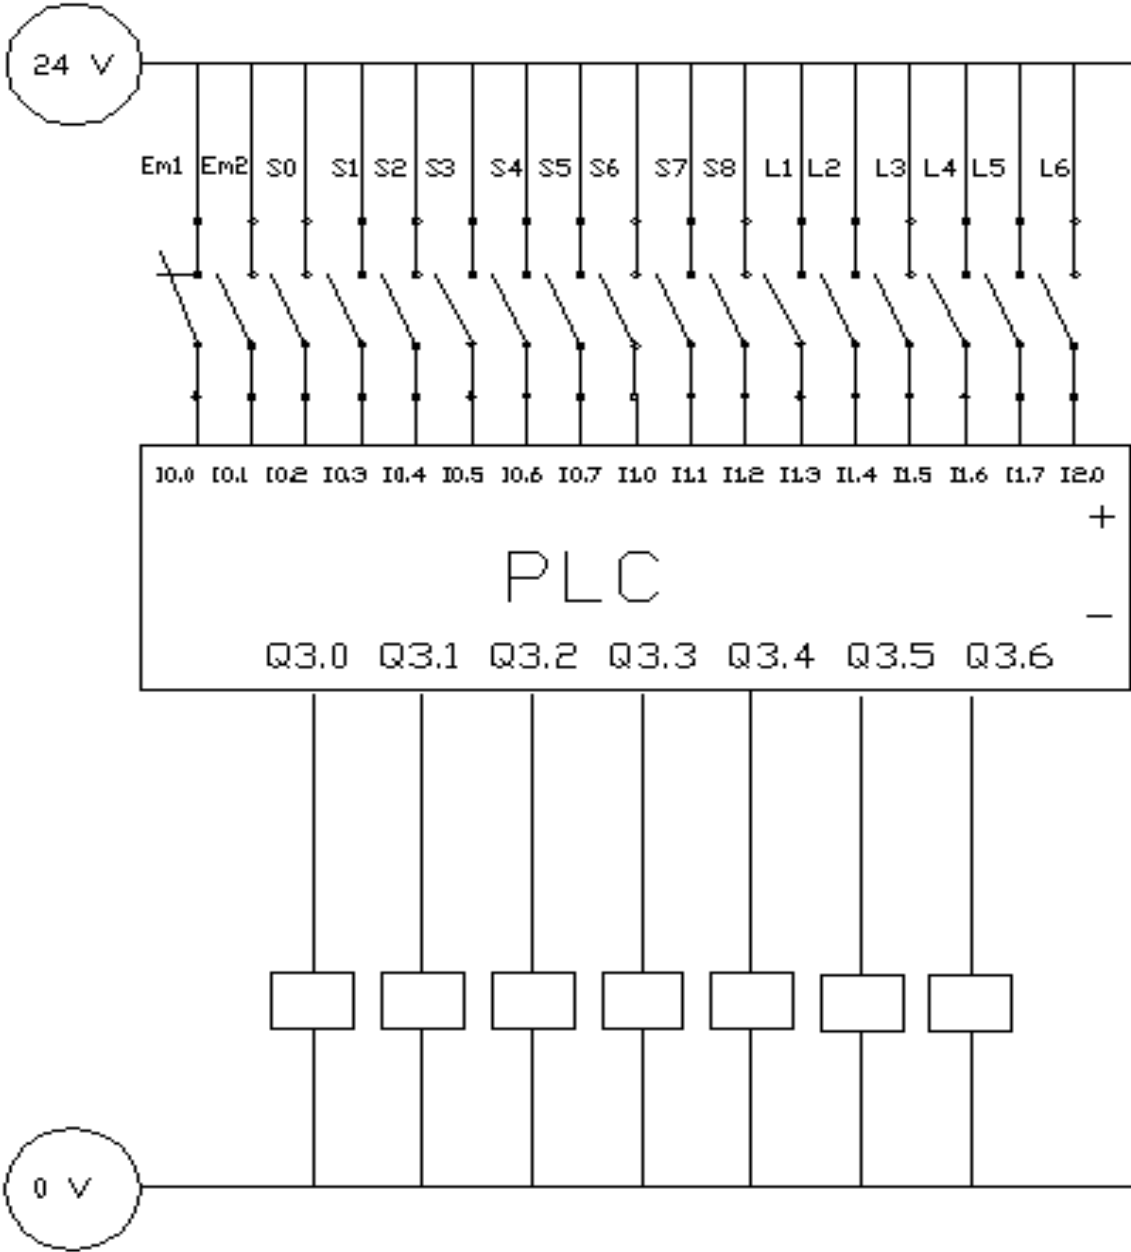 24 V
Em1 Em2 S0 S1 S2 S3 S4 S5 S6 S7 S8 L1 L2 L3 L4 L5 L6
I0.0 I0.1 I0.2 I0.3 I0.4 I0.5 I0.6 I0.7 I1.0 I1.1 I1.2 I1.3 I1.4 I1.5 I1.6 I1.7 I2.0
+
PLC
−
Q3.0 Q3.1 Q3.2 Q3.3 Q3.4 Q3.5 Q3.6
0 V